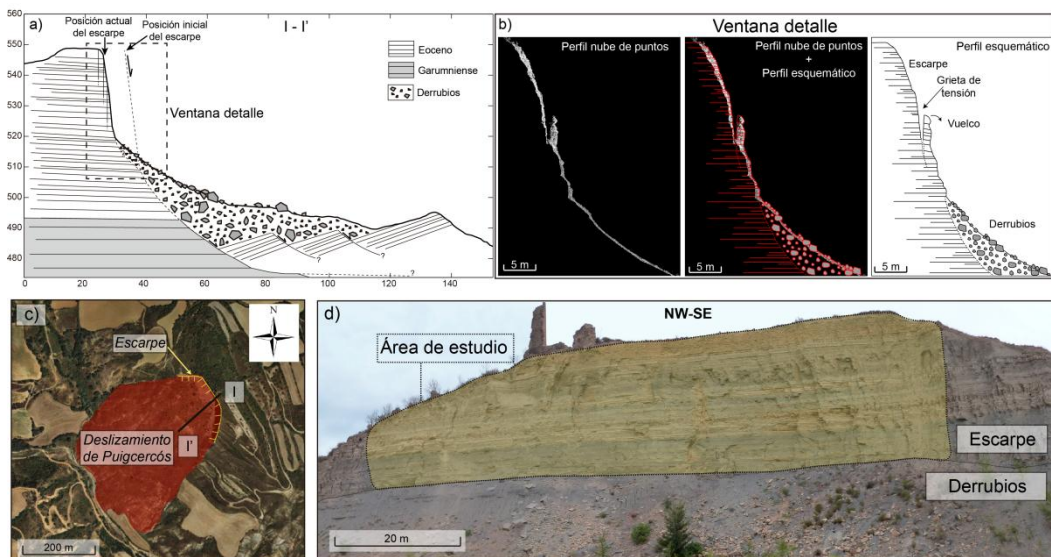 a)
I - I'
Posición actual
del escarpe
Posición inicial
del escarpe
Eoceno
Garumniense
Derrubios
Ventana detalle
550
540
530
520
510
500
490
480
474
0
20
40
60
80
100
120
140
?
?
?
b)
Ventana detalle
Perfil nube de puntos
5 m
Perfil nube de puntos
+
Perfil esquemático
5 m
Perfil esquemático
Escarpe
Grieta de
tensión
Vuelco
Derrubios
5 m
c)
N
Escarpe
I
I'
Deslizamiento
de Puigcercós
200 m
d)
NW-SE
Área de estudio
Escarpe
Derrubios
20 m